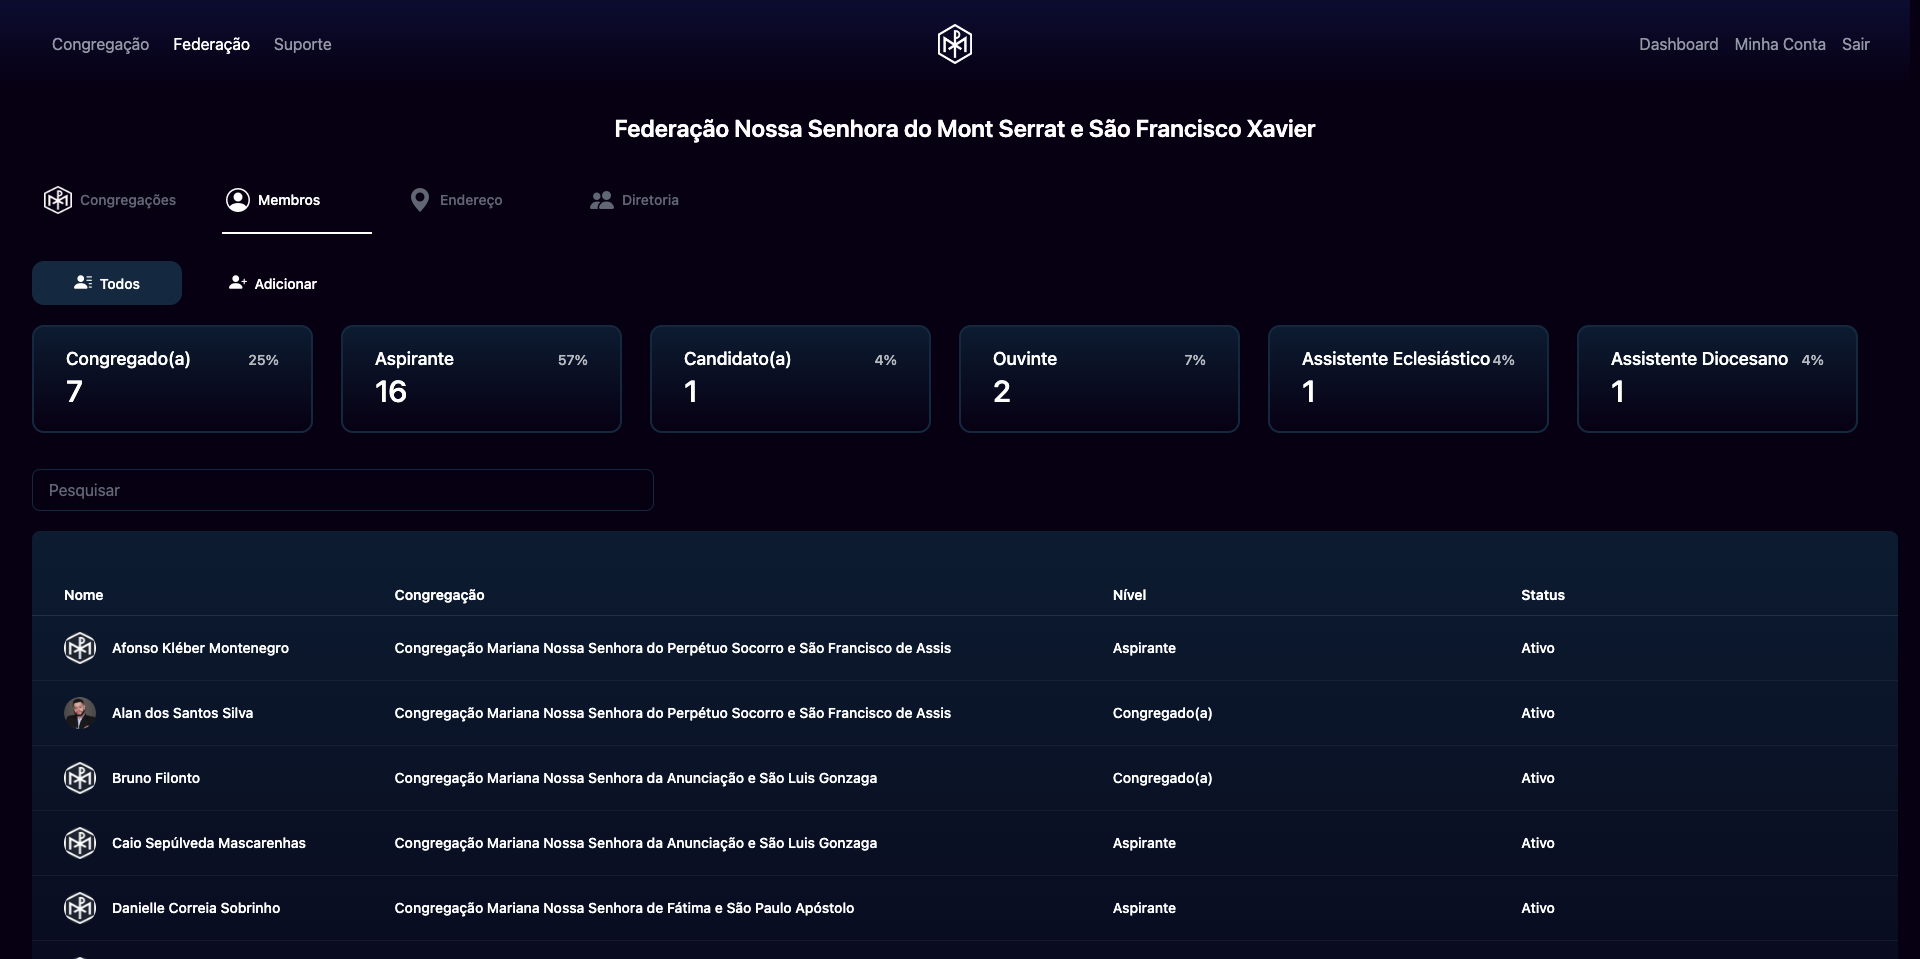 Congregação Federação Suporte Dashboard Minha Conta Sair
Federação Nossa Senhora do Mont Serrat e São Francisco Xavier
Congregações Membros Endereço Diretoria
Todos Adicionar
Congregado(a) 25% Aspirante 57% Candidato(a) 4% Ouvinte 7% Assistente Eclesiástico 4% Assistente Diocesano 4%
7 16 1 2 1 1
Pesquisar
Nome Congregação Nível Status
Afonso Kléber Montenegro Congregação Mariana Nossa Senhora do Perpétuo Socorro e São Francisco de Assis Aspirante Ativo
Alan dos Santos Silva Congregação Mariana Nossa Senhora do Perpétuo Socorro e São Francisco de Assis Congregado(a) Ativo
Bruno Filonto Congregação Mariana Nossa Senhora da Anunciação e São Luis Gonzaga Congregado(a) Ativo
Caio Sepúlveda Mascarenhas Congregação Mariana Nossa Senhora da Anunciação e São Luis Gonzaga Aspirante Ativo
Danielle Correia Sobrinho Congregação Mariana Nossa Senhora de Fátima e São Paulo Apóstolo Aspirante Ativo